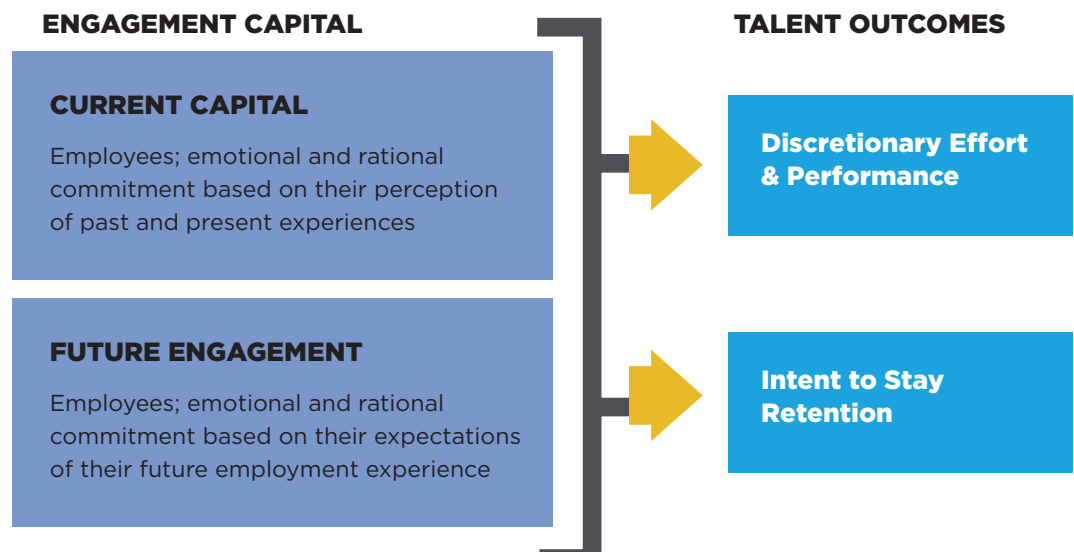 ENGAGEMENT CAPITAL
CURRENT CAPITAL
Employees; emotional and rational
commitment based on their perception
of past and present experiences
FUTURE ENGAGEMENT
Employees; emotional and rational
commitment based on their expectations
of their future employment experience
TALENT OUTCOMES
Discretionary Effort
& Performance
Intent to Stay
Retention